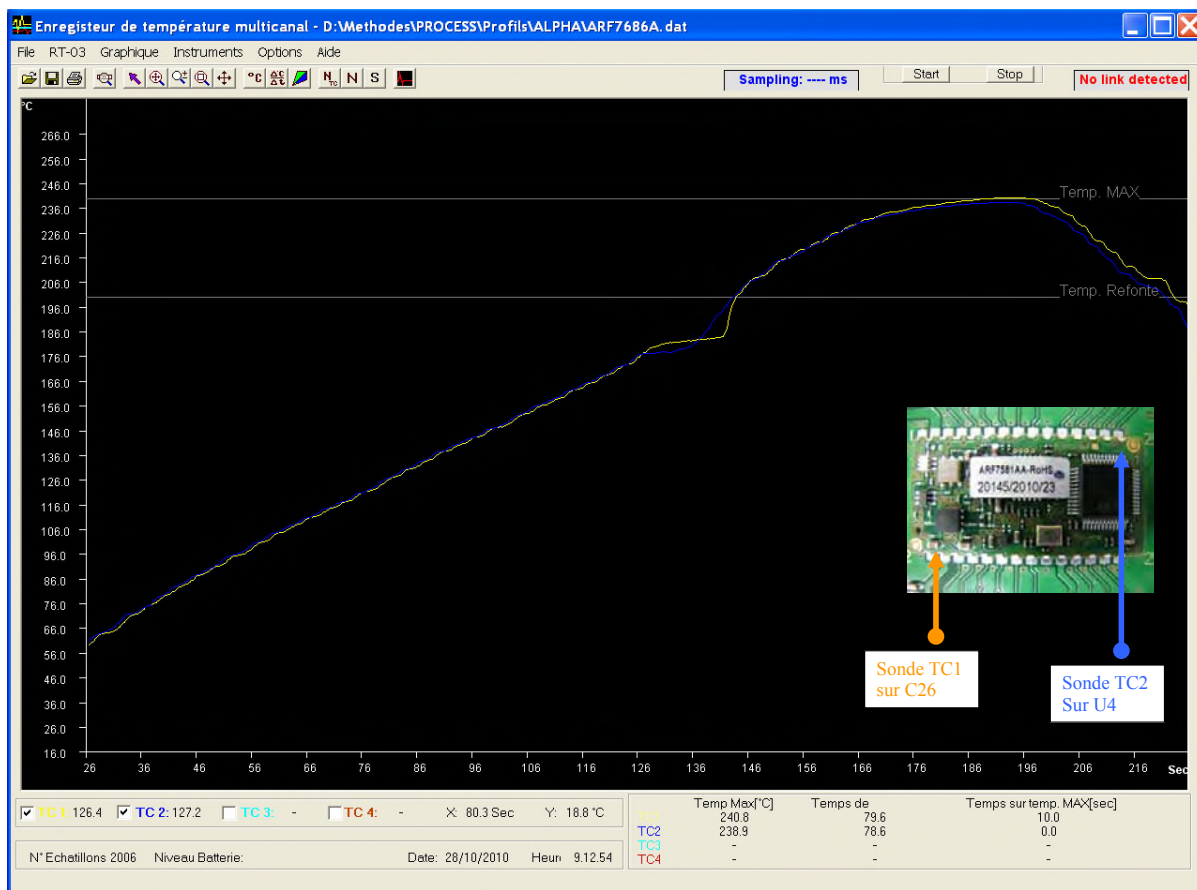 Enregisteur de température multicanal - D:\Methodes\PROCESS\Profils\ALPHA\ARF7686A.dat
File RT-03 Graphique Instruments Options Aide
°C N TC N S Sampling: ---- ms Start Stop No link detected
°C
266.0
256.0
246.0
Temp. MAX
236.0
226.0
216.0
206.0
Temp. Refonte
196.0
186.0
176.0
166.0
156.0
146.0
136.0
126.0
116.0
106.0
96.0
86.0
76.0
66.0
56.0
46.0
36.0
26.0
16.0
ARF7581AA-RoHS
20145/2010/23
Sonde TC1
sur C26
Sonde TC2
Sur U4
26 36 46 56 66 76 86 96 106 116 126 136 146 156 166 176 186 196 206 216 Sec
TC 1: 126.4 TC 2: 127.2 TC 3: - TC 4: - X: 80.3 Sec Y: 18.8 °C
N° Echatillons 2006 Niveau Batterie: Date: 28/10/2010 Heur 9.12.54
Temp Max[°C] Temps de Temps sur temp. MAX[sec]
TC1 240.8 79.6 10.0
TC2 238.9 78.6 0.0
TC3 - - -
TC4 - - -